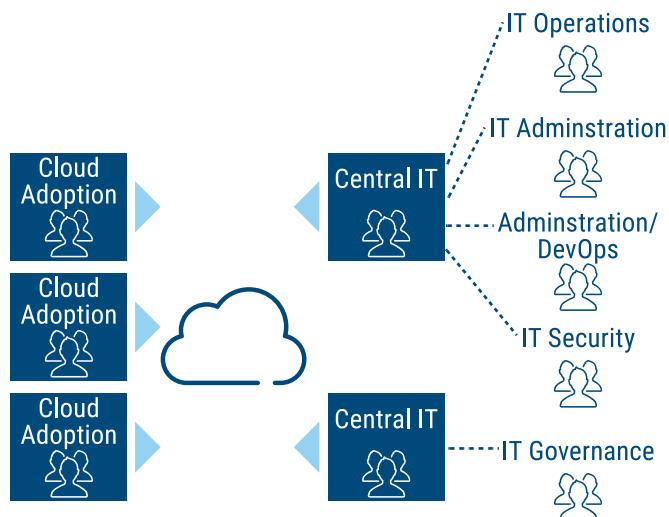 IT Operations
IT Adminstration
Cloud
Adoption
Central IT
Adminstration/
DevOps
Cloud
Adoption
IT Security
Cloud
Adoption
Central IT
IT Governance